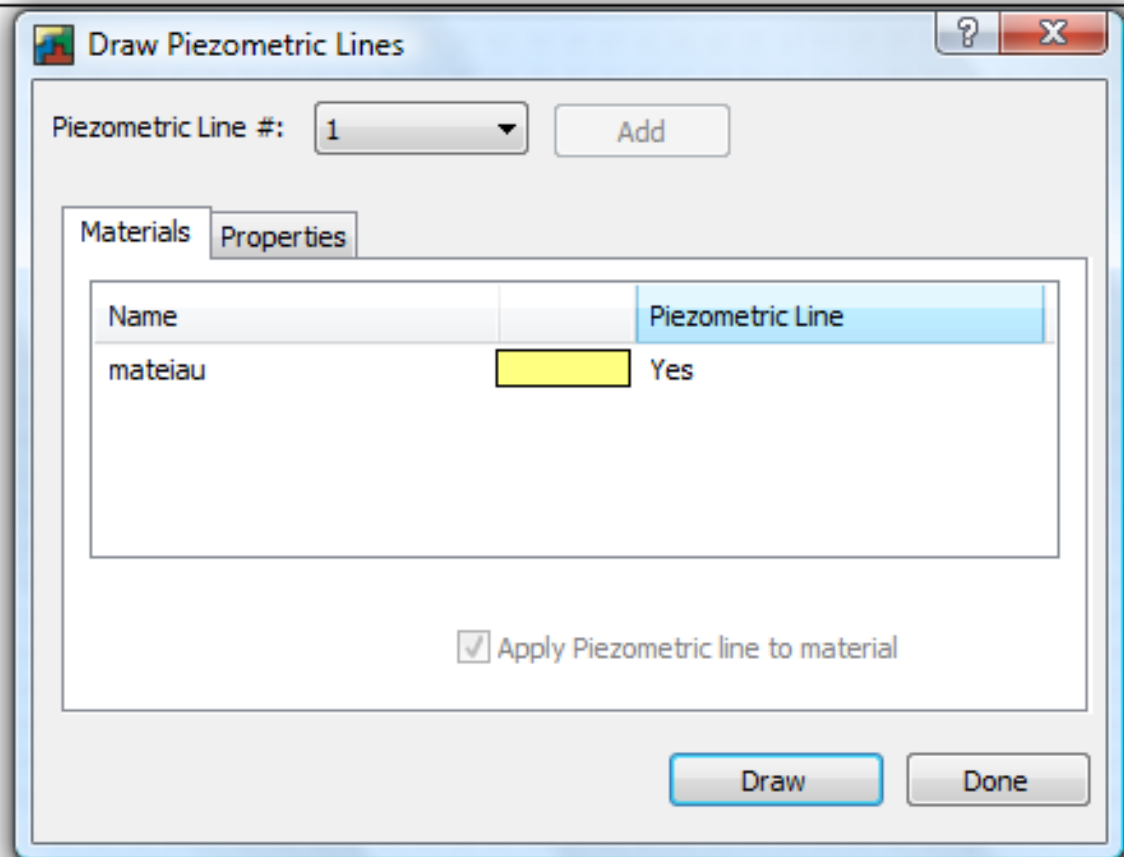 Draw Piezometric Lines
Piezometric Line #: 1 Add
Materials Properties
Name Piezometric Line
mateiau Yes
Apply Piezometric line to material
Draw Done